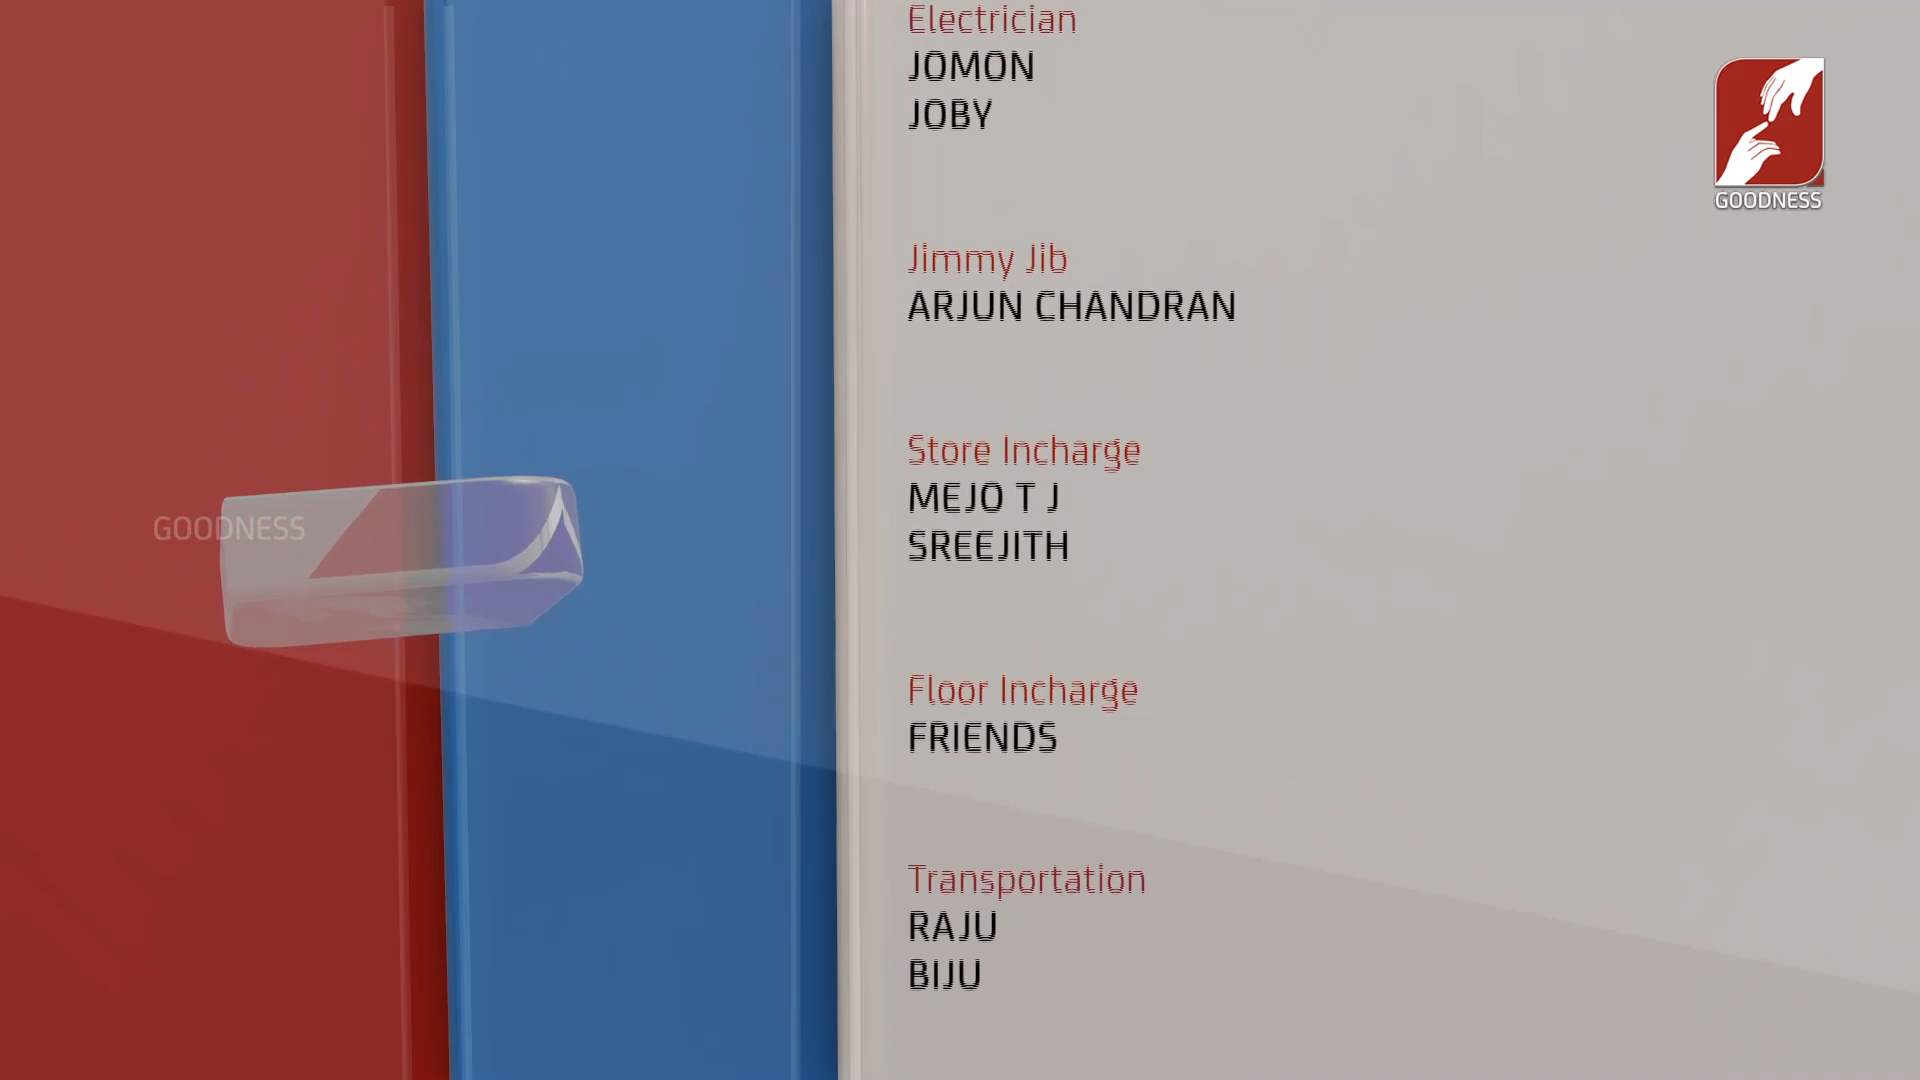 Electrician
JOMON
JOBY
GOODNESS
Jimmy Jib
ARJUN CHANDRAN
Store Incharge
MEJO T J
SREEJITH
GOODNESS
Floor Incharge
FRIENDS
Transportation
RAJU
BIJU